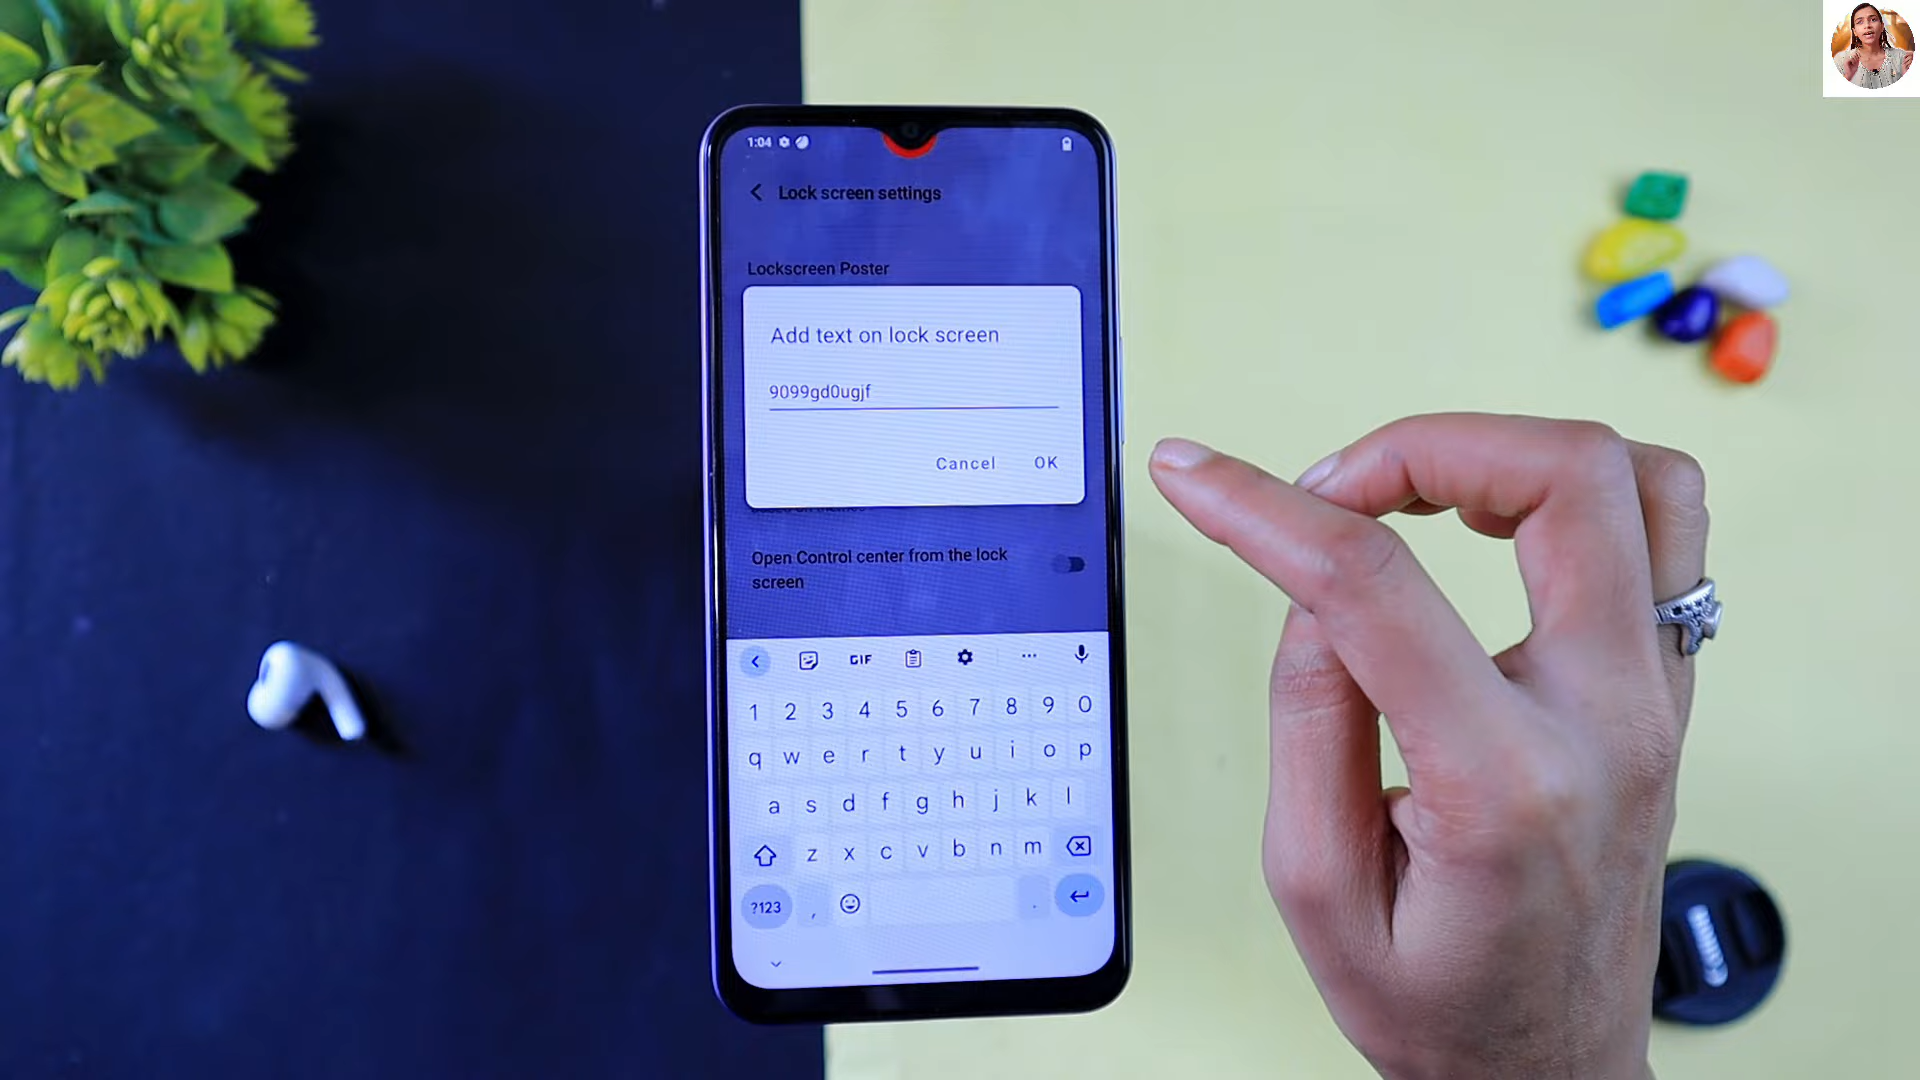 1:04
Lock screen settings
Lockscreen Poster
Add text on lock screen
9099gd0ugjf
Cancel OK
Open Control center from the lock
screen
GIF
1 2 3 4 5 6 7 8 9 0
q w e r t y u i o p
a s d f g h j k l
z x c v b n m
?123 , .